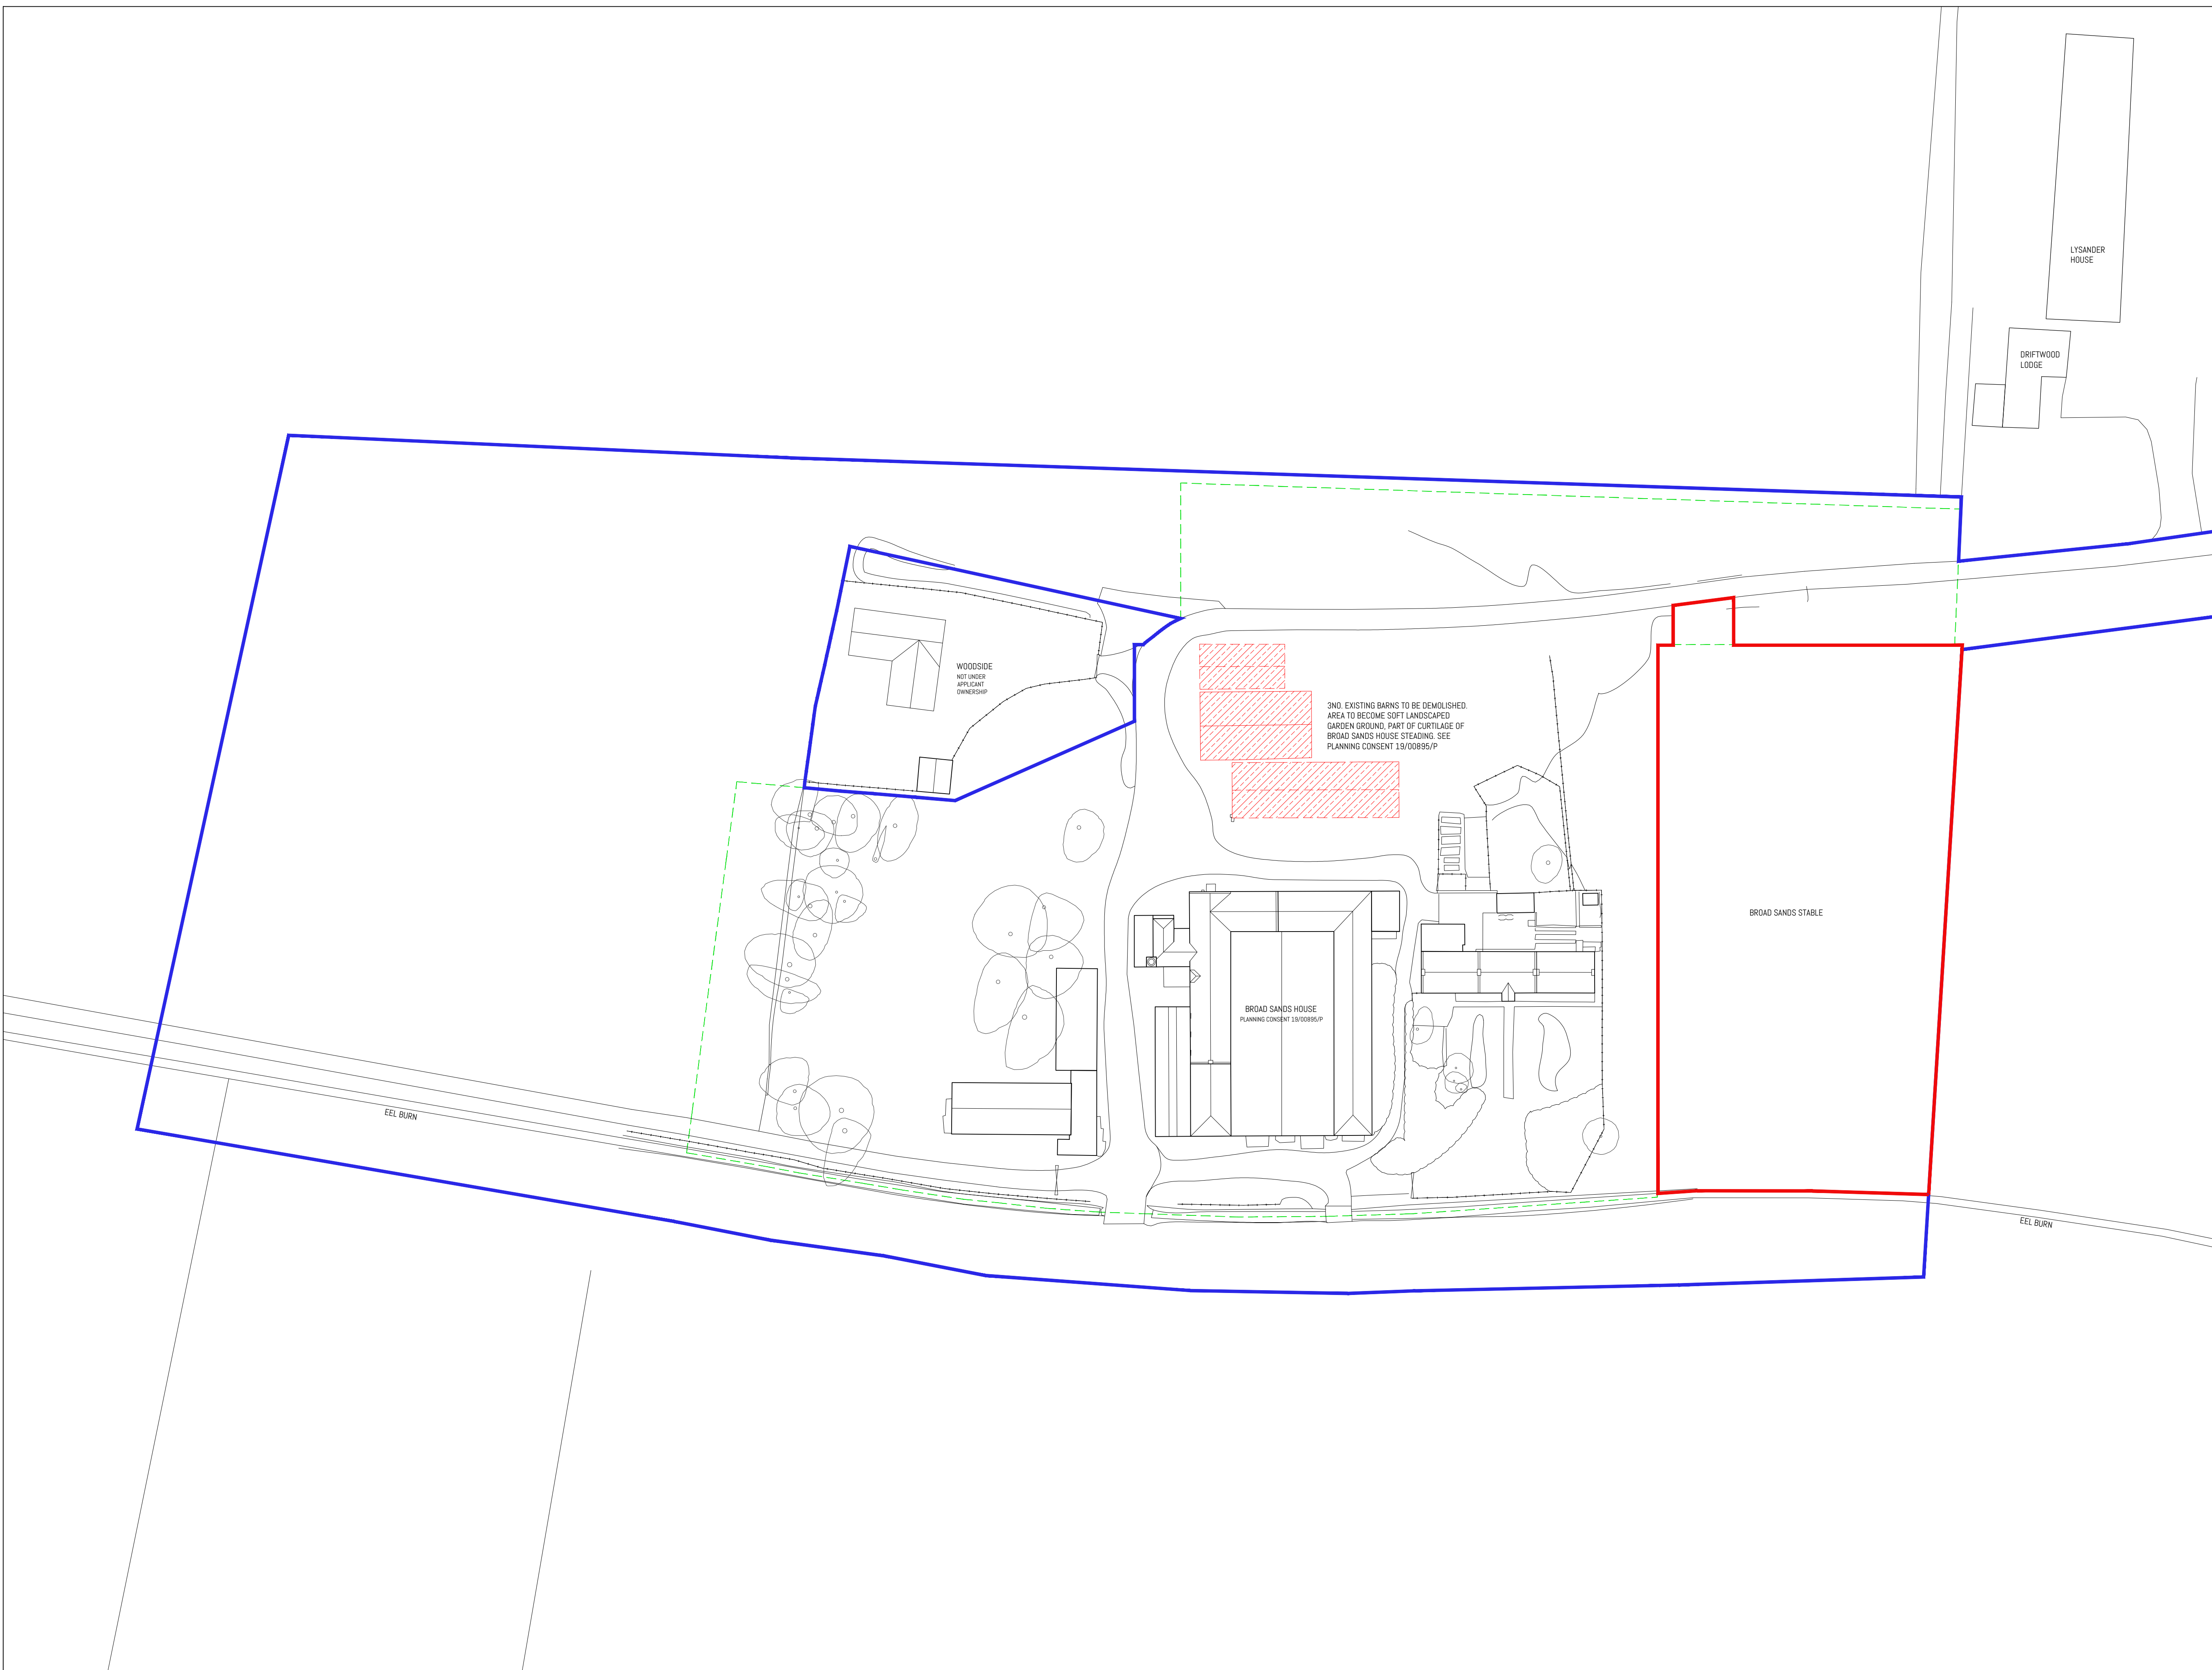 LYSANDER
HOUSE
DRIFTWOOD
LODGE
WOODSIDE
NOT UNDER
APPLICANT
OWNERSHIP
3NO. EXISTING BARNS TO BE DEMOLISHED.
AREA TO BECOME SOFT LANDSCAPED
GARDEN GROUND, PART OF CURTILAGE OF
BROAD SANDS HOUSE STEADING. SEE
PLANNING CONSENT 19/00895/P
BROAD SANDS STABLE
BROAD SANDS HOUSE
PLANNING CONSENT 19/00895/P
EEL BURN
EEL BURN